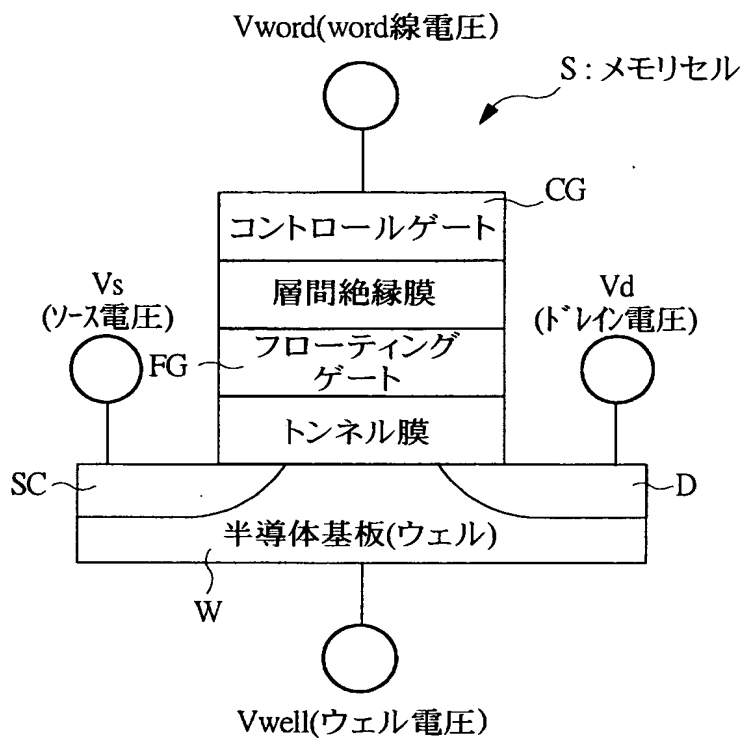 Vword(word線電圧)
S : メモリセル
CG
コントロールゲート
層間絶縁膜
Vs
(ソース電圧)
Vd
(ドレイン電圧)
FG
フローティング
ゲート
トンネル膜
SC
D
半導体基板(ウェル)
W
Vwell(ウェル電圧)